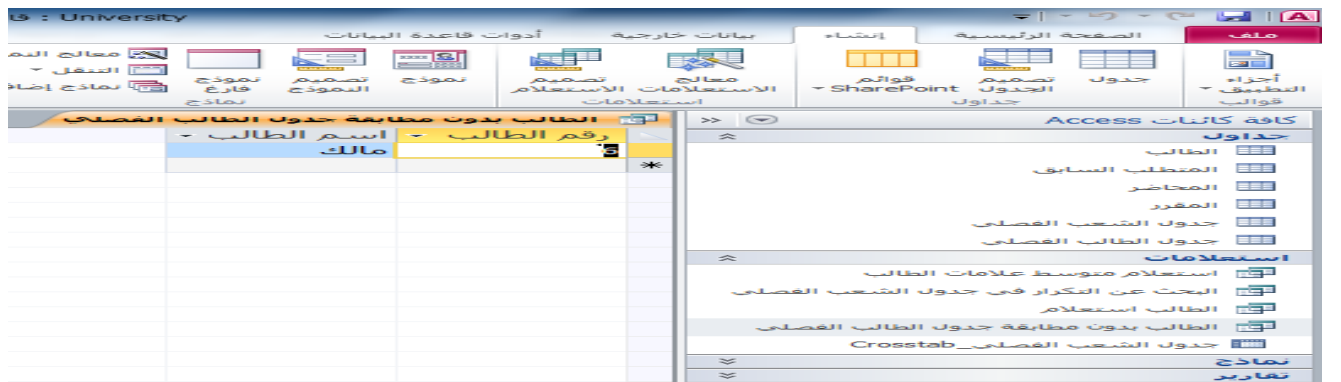 University : قا
ملف الصفحة الرئيسية إنشاء بيانات خارجية أدوات قاعدة البيانات
أجزاء التطبيق
قوالب
جدول
تصميم الجدول
قوائم SharePoint
جداول
معالج الاستعلامات
تصميم الاستعلام
استعلامات
نموذج
تصميم النموذج
نموذج فارغ
معالج النم
التنقل
نماذج إضاف
نماذج
كافة كائنات Access
جداول
الطالب
المتطلب السابق
المحاضر
المقرر
جدول الشعب الفصلي
جدول الطالب الفصلي
استعلامات
استعلام متوسط علامات الطالب
البحث عن التكرار في جدول الشعب الفصلي
الطالب استعلام
الطالب بدون مطابقة جدول الطالب الفصلي
جدول الشعب الفصلي_Crosstab
نماذج
تقارير
الطالب بدون مطابقة جدول الطالب الفصلي
رقم الطالب اسم الطالب
مالك